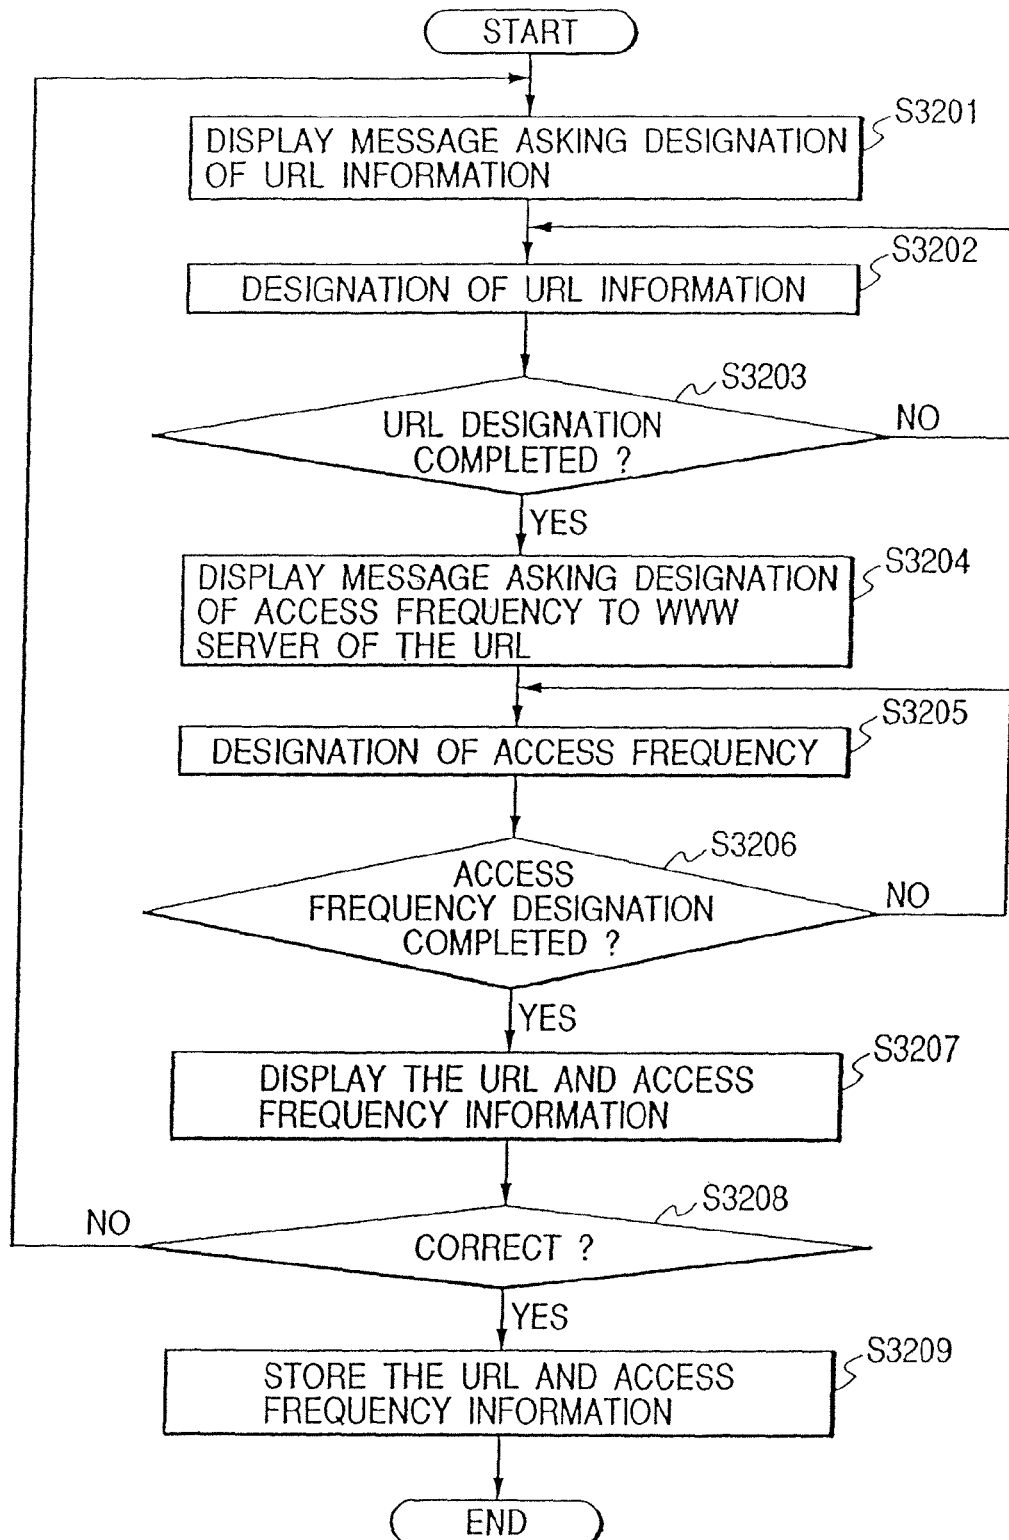 START
S3201
DISPLAY MESSAGE ASKING DESIGNATION
OF URL INFORMATION
S3202
DESIGNATION OF URL INFORMATION
S3203
URL DESIGNATION
COMPLETED ?
NO
YES
S3204
DISPLAY MESSAGE ASKING DESIGNATION
OF ACCESS FREQUENCY TO WWW
SERVER OF THE URL
S3205
DESIGNATION OF ACCESS FREQUENCY
S3206
ACCESS
FREQUENCY DESIGNATION
COMPLETED ?
NO
YES
S3207
DISPLAY THE URL AND ACCESS
FREQUENCY INFORMATION
S3208
NO
CORRECT ?
YES
S3209
STORE THE URL AND ACCESS
FREQUENCY INFORMATION
END